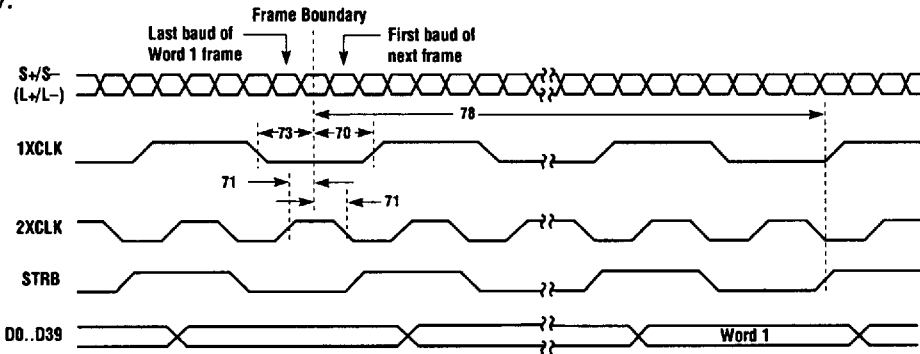 7.
Frame Boundary
Last baud of
Word 1 frame
First baud of
next frame
S+/S–
(L+/L–)
78
73
70
1XCLK
71
71
2XCLK
STRB
D0..D39
Word 1